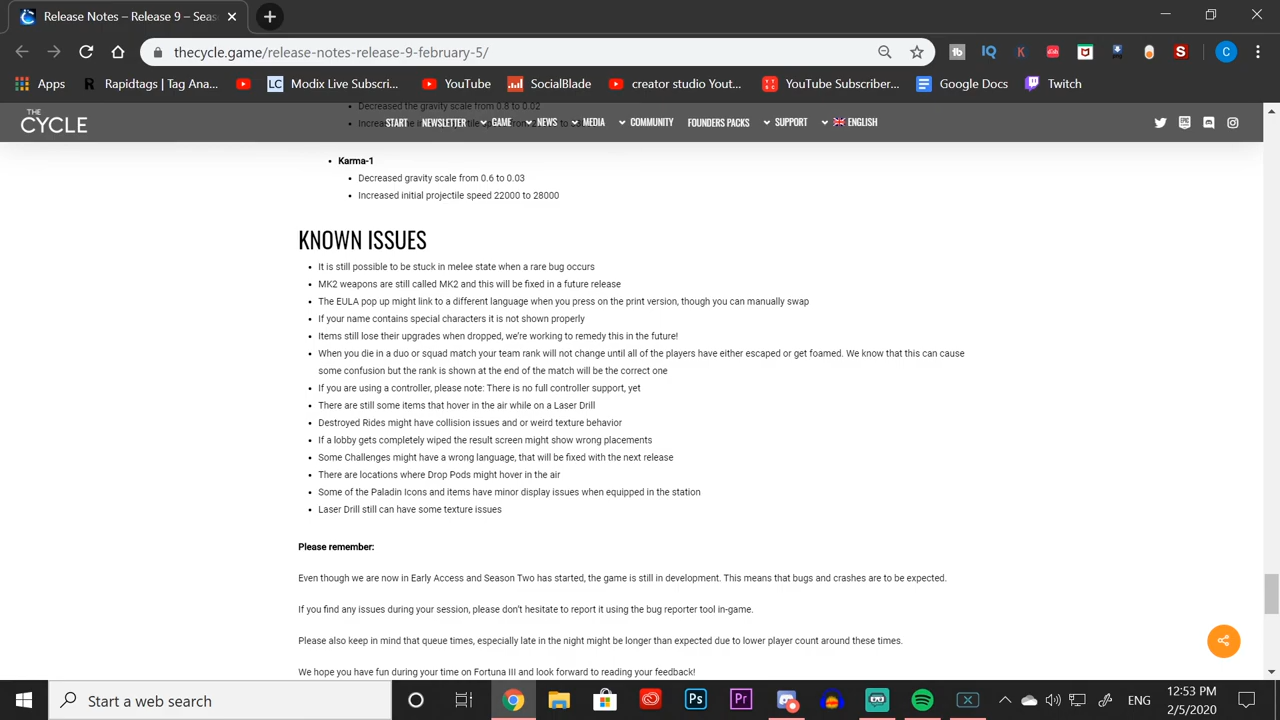 Release Notes - Release 9 - Feb
thecycle.game/release-notes-release-9-february-5/
Apps Rapidtags | Tag Ana... Modix Live Subscri... YouTube SocialBlade creator studio Yout... YouTube Subscriber... Google Docs Twitch
Decreased the gravity scale from 0.8 to 0.02
THE CYCLE START NEWSLETTER GAME NEWS MEDIA COMMUNITY FOUNDERS PACKS SUPPORT ENGLISH
Karma-1
Decreased gravity scale from 0.6 to 0.03
Increased initial projectile speed 22000 to 28000
KNOWN ISSUES
It is still possible to be stuck in melee state when a rare bug occurs
MK2 weapons are still called MK2 and this will be fixed in a future release
The EULA pop up might link to a different language when you press on the print version, though you can manually swap
If your name contains special characters it is not shown properly
Items still lose their upgrades when dropped, we're working to remedy this in the future!
When you die in a duo or squad match your team rank will not change until all of the players have either escaped or get foamed. We know that this can cause
some confusion but the rank is shown at the end of the match will be the correct one
If you are using a controller, please note: There is no full controller support, yet
There are still some items that hover in the air while on a Laser Drill
Destroyed Rides might have collision issues and or weird texture behavior
If a lobby gets completely wiped the result screen might show wrong placements
Some Challenges might have a wrong language, that will be fixed with the next release
There are locations where Drop Pods might hover in the air
Some of the Paladin Icons and items have minor display issues when equipped in the station
Laser Drill still can have some texture issues
Please remember:
Even though we are now in Early Access and Season Two has started, the game is still in development. This means that bugs and crashes are to be expected.
If you find any issues during your session, please don't hesitate to report it using the bug reporter tool in-game.
Please also keep in mind that queue times, especially late in the night might be longer than expected due to lower player count around these times.
We hope you have fun during your time on Fortuna III and look forward to reading your feedback!
Start a web search
ENG
12:53 PM
2/5/2020